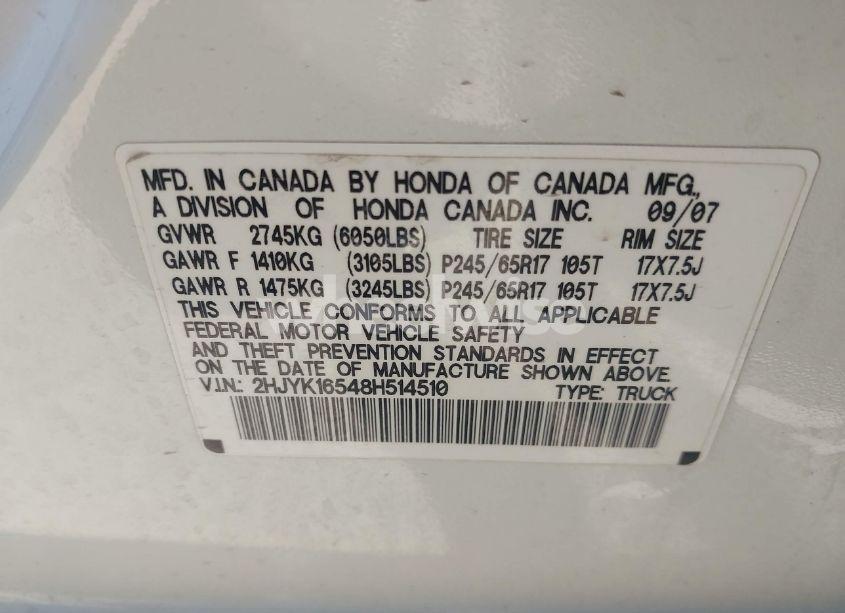 MFD. IN CANADA BY HONDA OF CANADA MFG.,
A DIVISION OF HONDA CANADA INC. 09/07
GVWR 2745KG (6050LBS) TIRE SIZE RIM SIZE
GAWR F 1410KG (3105LBS) P245/65R17 105T 17X7.5J
GAWR R 1475KG (3245LBS) P245/65R17 105T 17X7.5J
THIS VEHICLE CONFORMS TO ALL APPLICABLE
FEDERAL MOTOR VEHICLE SAFETY
AND THEFT PREVENTION STANDARDS IN EFFECT
ON THE DATE OF MANUFACTURE SHOWN ABOVE.
V.I.N.: 2HJYK16548H514510 TYPE: TRUCK